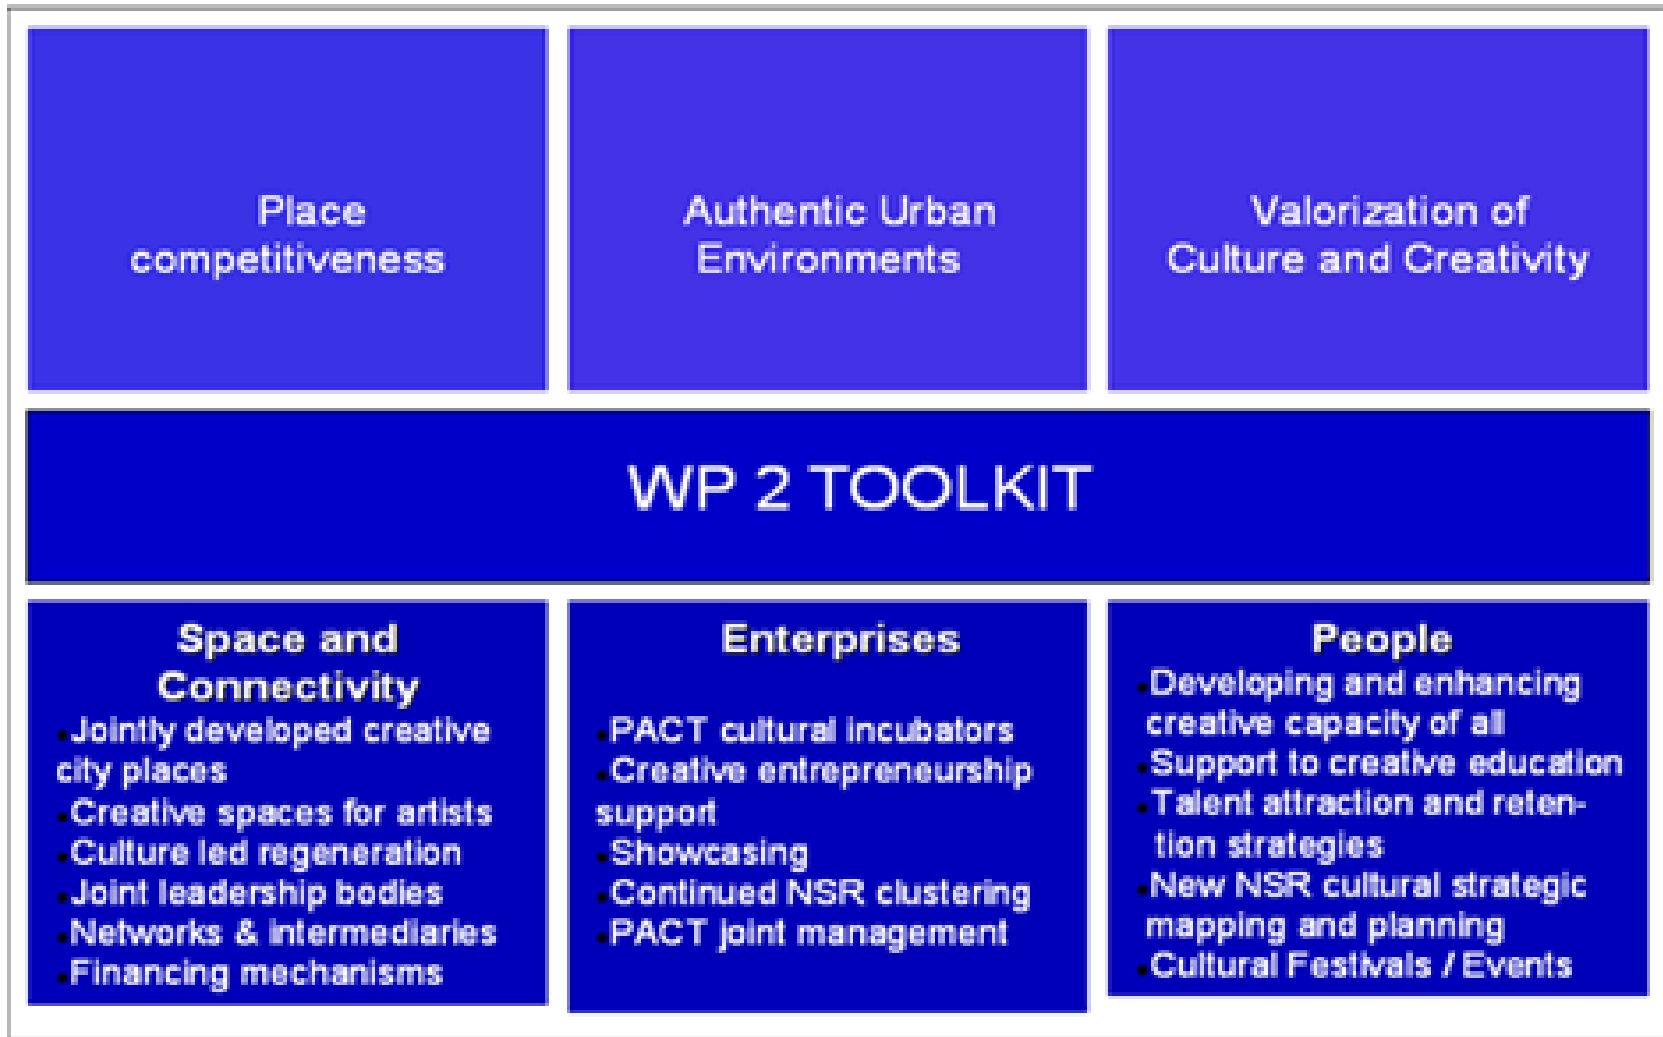 Place
competitiveness
Authentic Urban
Environments
Valorization of
Culture and Creativity
WP 2 TOOLKIT
Space and
Connectivity
•Jointly developed creative
city places
•Creative spaces for artists
•Culture led regeneration
•Joint leadership bodies
•Networks & intermediaries
•Financing mechanisms
Enterprises
•PACT cultural incubators
•Creative entrepreneurship
support
•Showcasing
•Continued NSR clustering
•PACT joint management
People
•Developing and enhancing
creative capacity of all
•Support to creative education
•Talent attraction and reten-
tion strategies
•New NSR cultural strategic
mapping and planning
•Cultural Festivals / Events